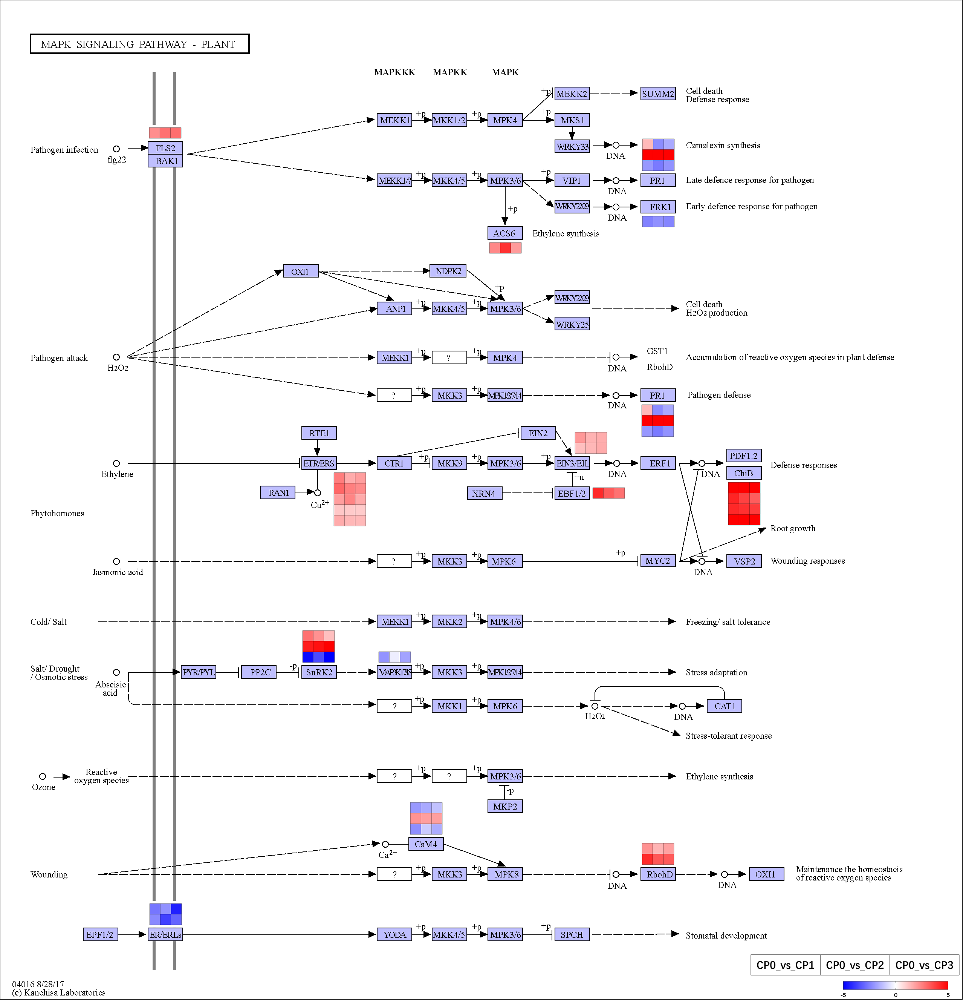 MAPK SIGNALING PATHWAY - PLANT
MAPKKK MAPKK MAPK
+p MEKK2 SUMM2 Cell death
Defense response
MEKK1 +p MKK1/2 +p MPK4 +p MKS1
Pathogen infection flg22 FLS2 WRKY33 DNA Camalexin synthesis
BAK1
MEKK1/? +p MKK4/5 +p MPK3/6 +p VIP1 DNA PR1 Late defence response for pathogen
+p WRKY22/29 DNA FRK1 Early defence response for pathogen
ACS6 Ethylene synthesis
OXI1 NDPK2
+p
ANP1 +p MKK4/5 +p MPK3/6 WRKY22/29 Cell death
H2O2 production
WRKY25
Pathogen attack H2O2 MEKK1 +p ? +p MPK4 DNA GST1 Accumulation of reactive oxygen species in plant defense
RbohD
? +p MKK3 +p DNA PR1 Pathogen defense
RTE1 EIN2
Ethylene ETR/ERS CTR1 +p MKK9 +p MPK3/6 +p EIN3/EIL DNA ERF1 DNA PDF1.2 Defense responses
ChiB
+u
RAN1 Cu2+ XRN4 EBF1/2
Phytohomones
Root growth
Jasmonic acid ? +p MKK3 +p MPK6 +p MYC2 DNA VSP2 Wounding responses
Cold/ Salt MEKK1 +p MKK2 +p MPK4/6 Freezing/ salt tolerance
Salt/ Drought
/ Osmotic stress Abscisic
acid PYR/PYL PP2C -p SnRK2 +p MKK3 +p Stress adaptation
? +p MKK1 +p MPK6 H2O2 DNA CAT1
Stress-tolerant response
Ozone Reactive
oxygen species ? +p ? +p MPK3/6 Ethylene synthesis
-p
MKP2
Ca2+ CaM4
Wounding ? +p MKK3 +p MPK8 DNA RbohD DNA OXI1 Maintenance the homeostacis
of reactive oxygen species
EPF1/2 ER/ERLs YODA +p MKK4/5 +p MPK3/6 +p SPCH Stomatal development
CP0_vs_CP1 CP0_vs_CP2 CP0_vs_CP3
04016 8/28/17
(c) Kanehisa Laboratories
-5 0 5